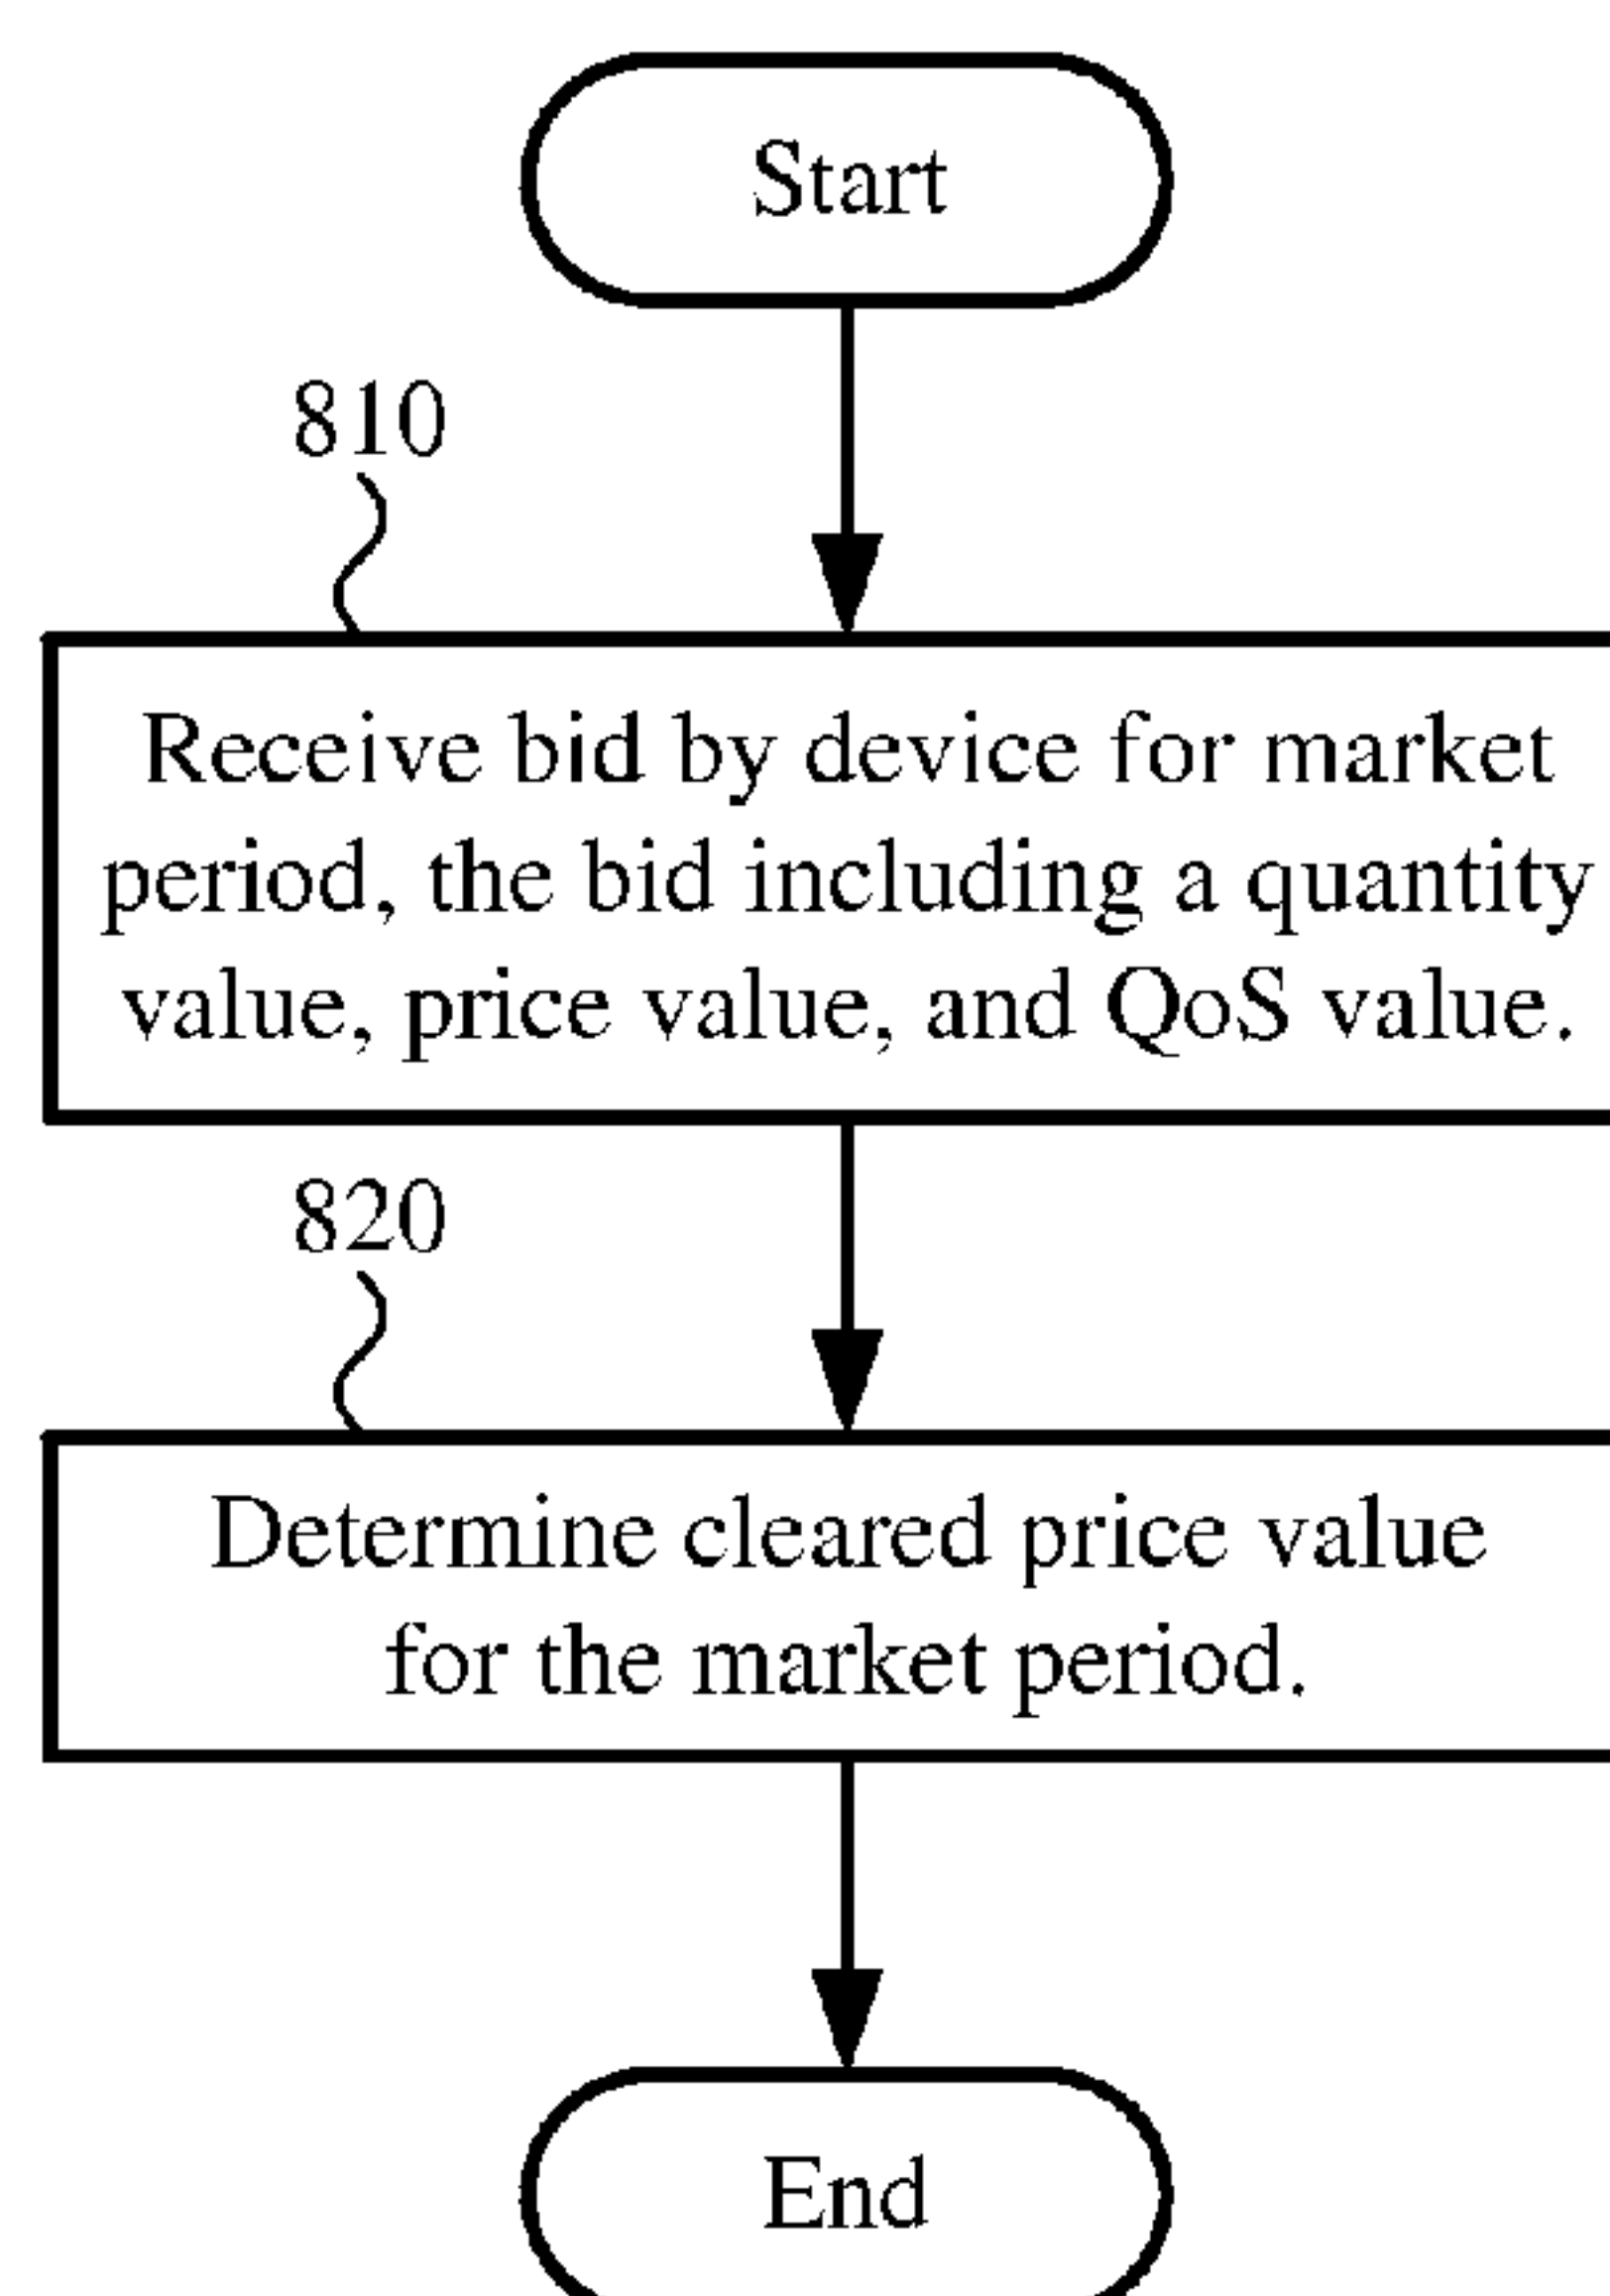 Start
810
Receive bid by device for market
period, the bid including a quantity
value, price value, and QoS value.
820
Determine cleared price value
for the market period.
End